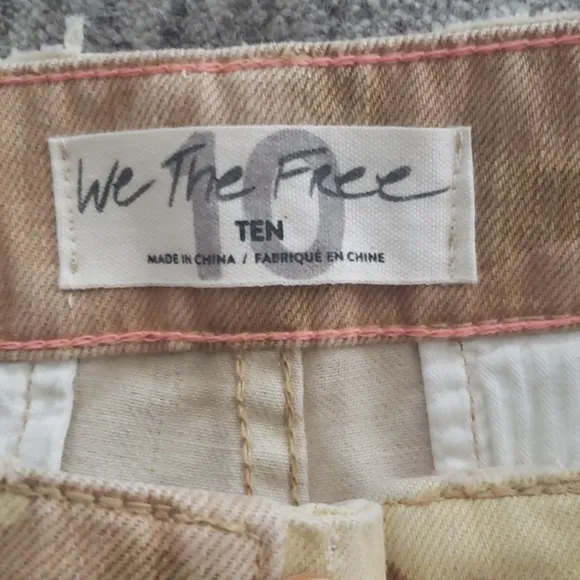 10
We The Free
TEN
MADE IN CHINA / FABRIQUÉ EN CHINE